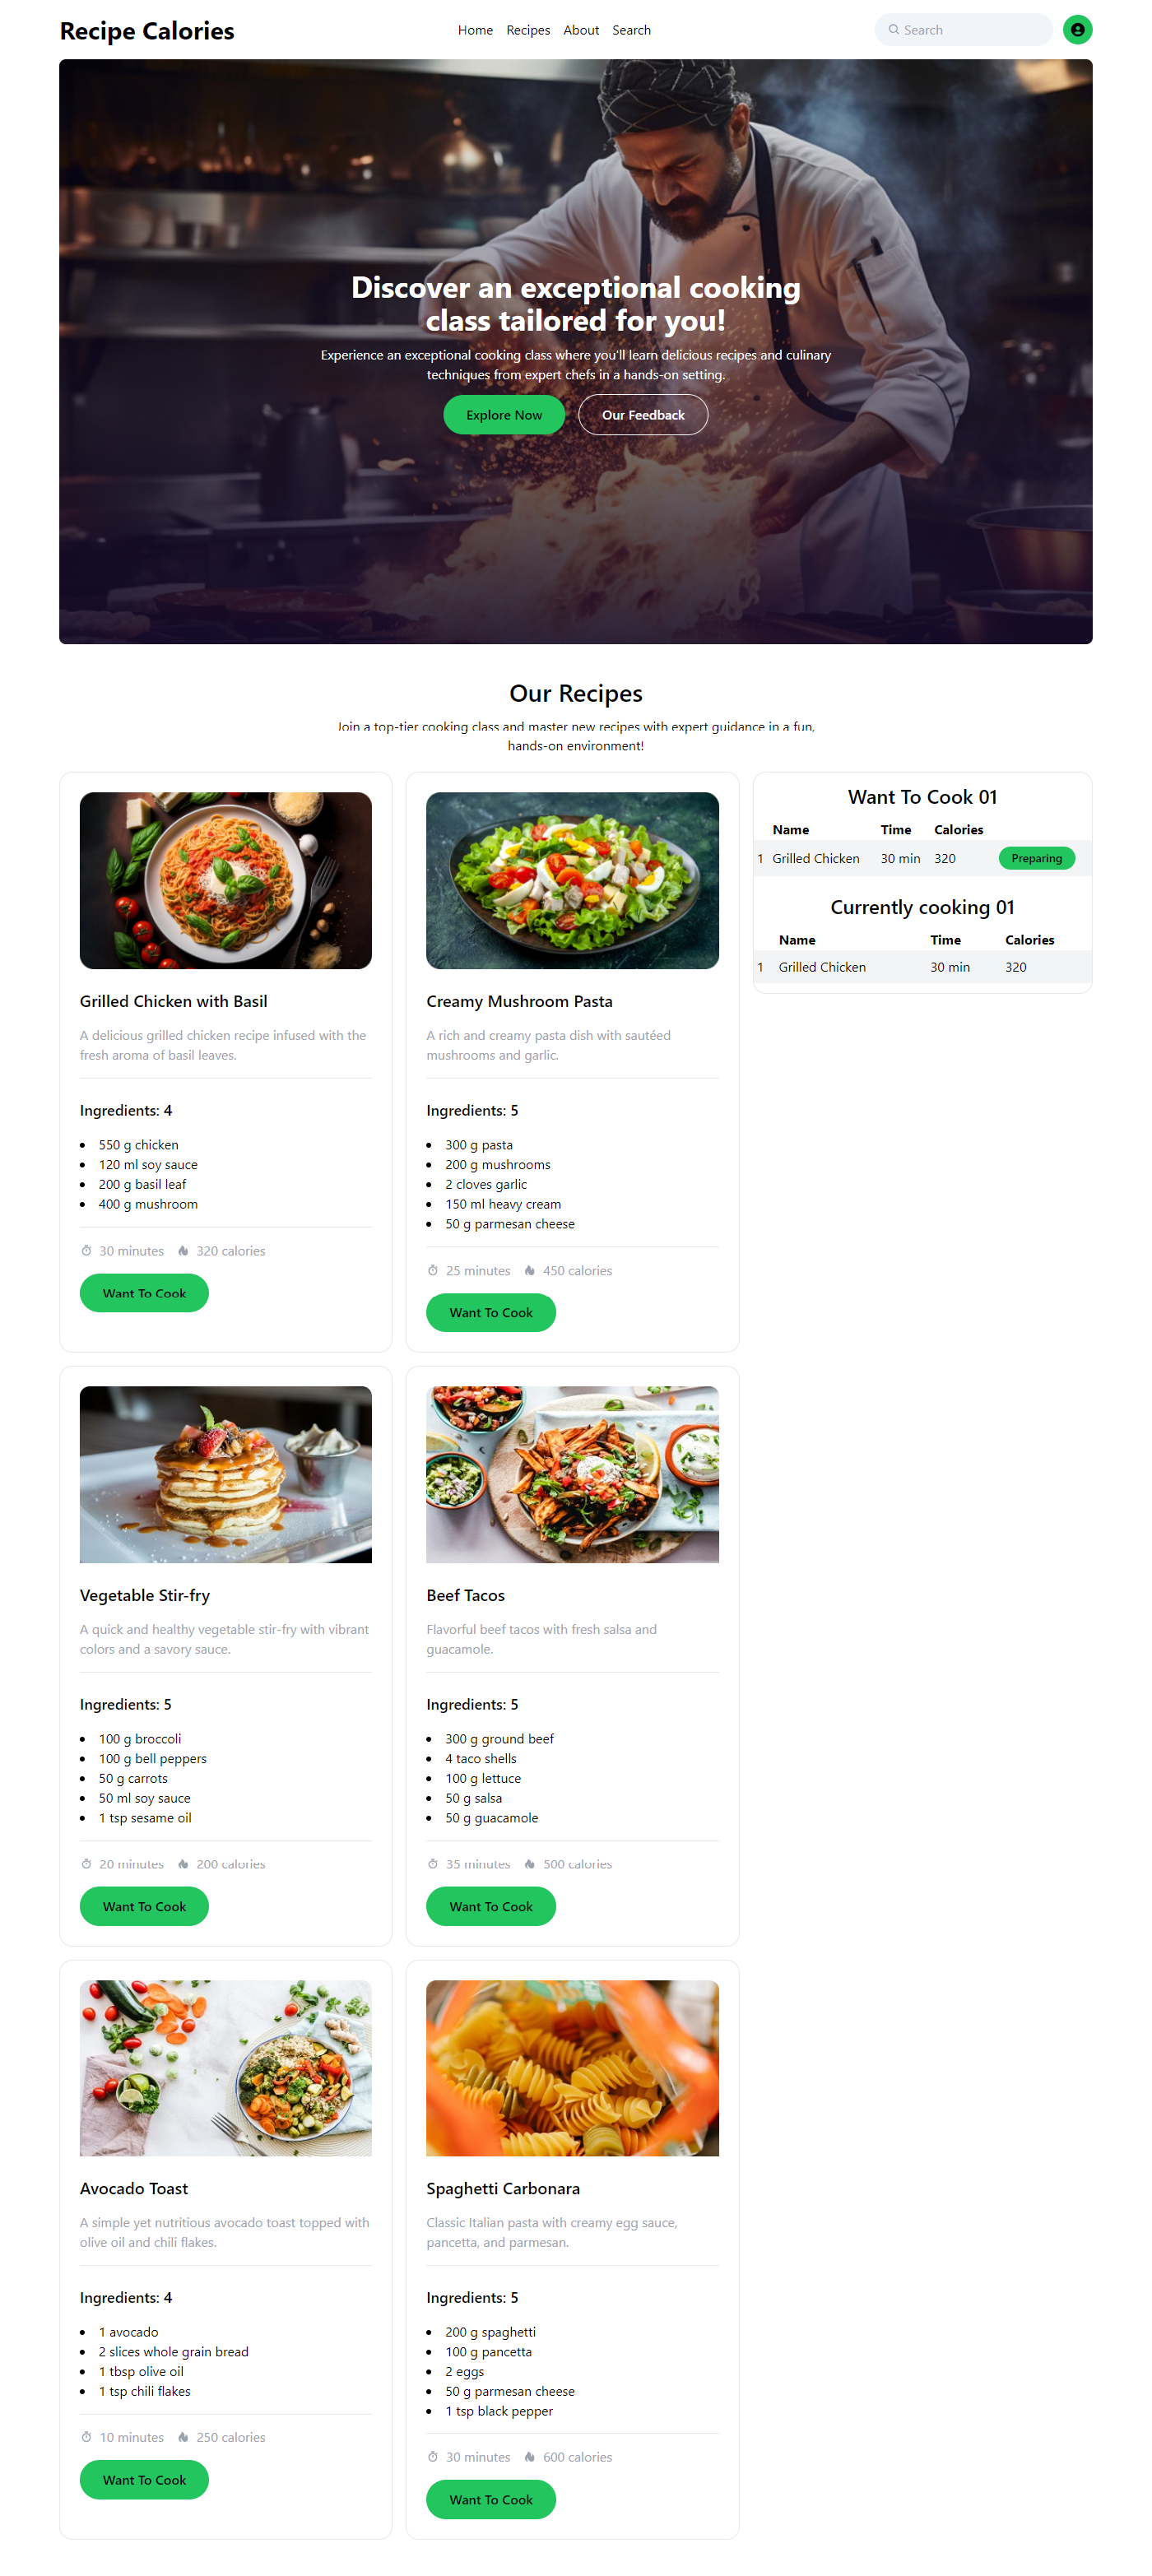 Recipe Calories
Home Recipes About Search
Search
Discover an exceptional cooking
class tailored for you!
Experience an exceptional cooking class where you'll learn delicious recipes and culinary
techniques from expert chefs in a hands-on setting.
Explore Now Our Feedback
Our Recipes
Join a top-tier cooking class and master new recipes with expert guidance in a fun,
hands-on environment!
Grilled Chicken with Basil
A delicious grilled chicken recipe infused with the
fresh aroma of basil leaves.
Ingredients: 4
550 g chicken
120 ml soy sauce
200 g basil leaf
400 g mushroom
30 minutes 320 calories
Want To Cook
Creamy Mushroom Pasta
A rich and creamy pasta dish with sautéed
mushrooms and garlic.
Ingredients: 5
300 g pasta
200 g mushrooms
2 cloves garlic
150 ml heavy cream
50 g parmesan cheese
25 minutes 450 calories
Want To Cook
Want To Cook 01
Name Time Calories
1 Grilled Chicken 30 min 320 Preparing
Currently cooking 01
Name Time Calories
1 Grilled Chicken 30 min 320
Vegetable Stir-fry
A quick and healthy vegetable stir-fry with vibrant
colors and a savory sauce.
Ingredients: 5
100 g broccoli
100 g bell peppers
50 g carrots
50 ml soy sauce
1 tsp sesame oil
20 minutes 200 calories
Want To Cook
Beef Tacos
Flavorful beef tacos with fresh salsa and
guacamole.
Ingredients: 5
300 g ground beef
4 taco shells
100 g lettuce
50 g salsa
50 g guacamole
35 minutes 500 calories
Want To Cook
Avocado Toast
A simple yet nutritious avocado toast topped with
olive oil and chili flakes.
Ingredients: 4
1 avocado
2 slices whole grain bread
1 tbsp olive oil
1 tsp chili flakes
10 minutes 250 calories
Want To Cook
Spaghetti Carbonara
Classic Italian pasta with creamy egg sauce,
pancetta, and parmesan.
Ingredients: 5
200 g spaghetti
100 g pancetta
2 eggs
50 g parmesan cheese
1 tsp black pepper
30 minutes 600 calories
Want To Cook